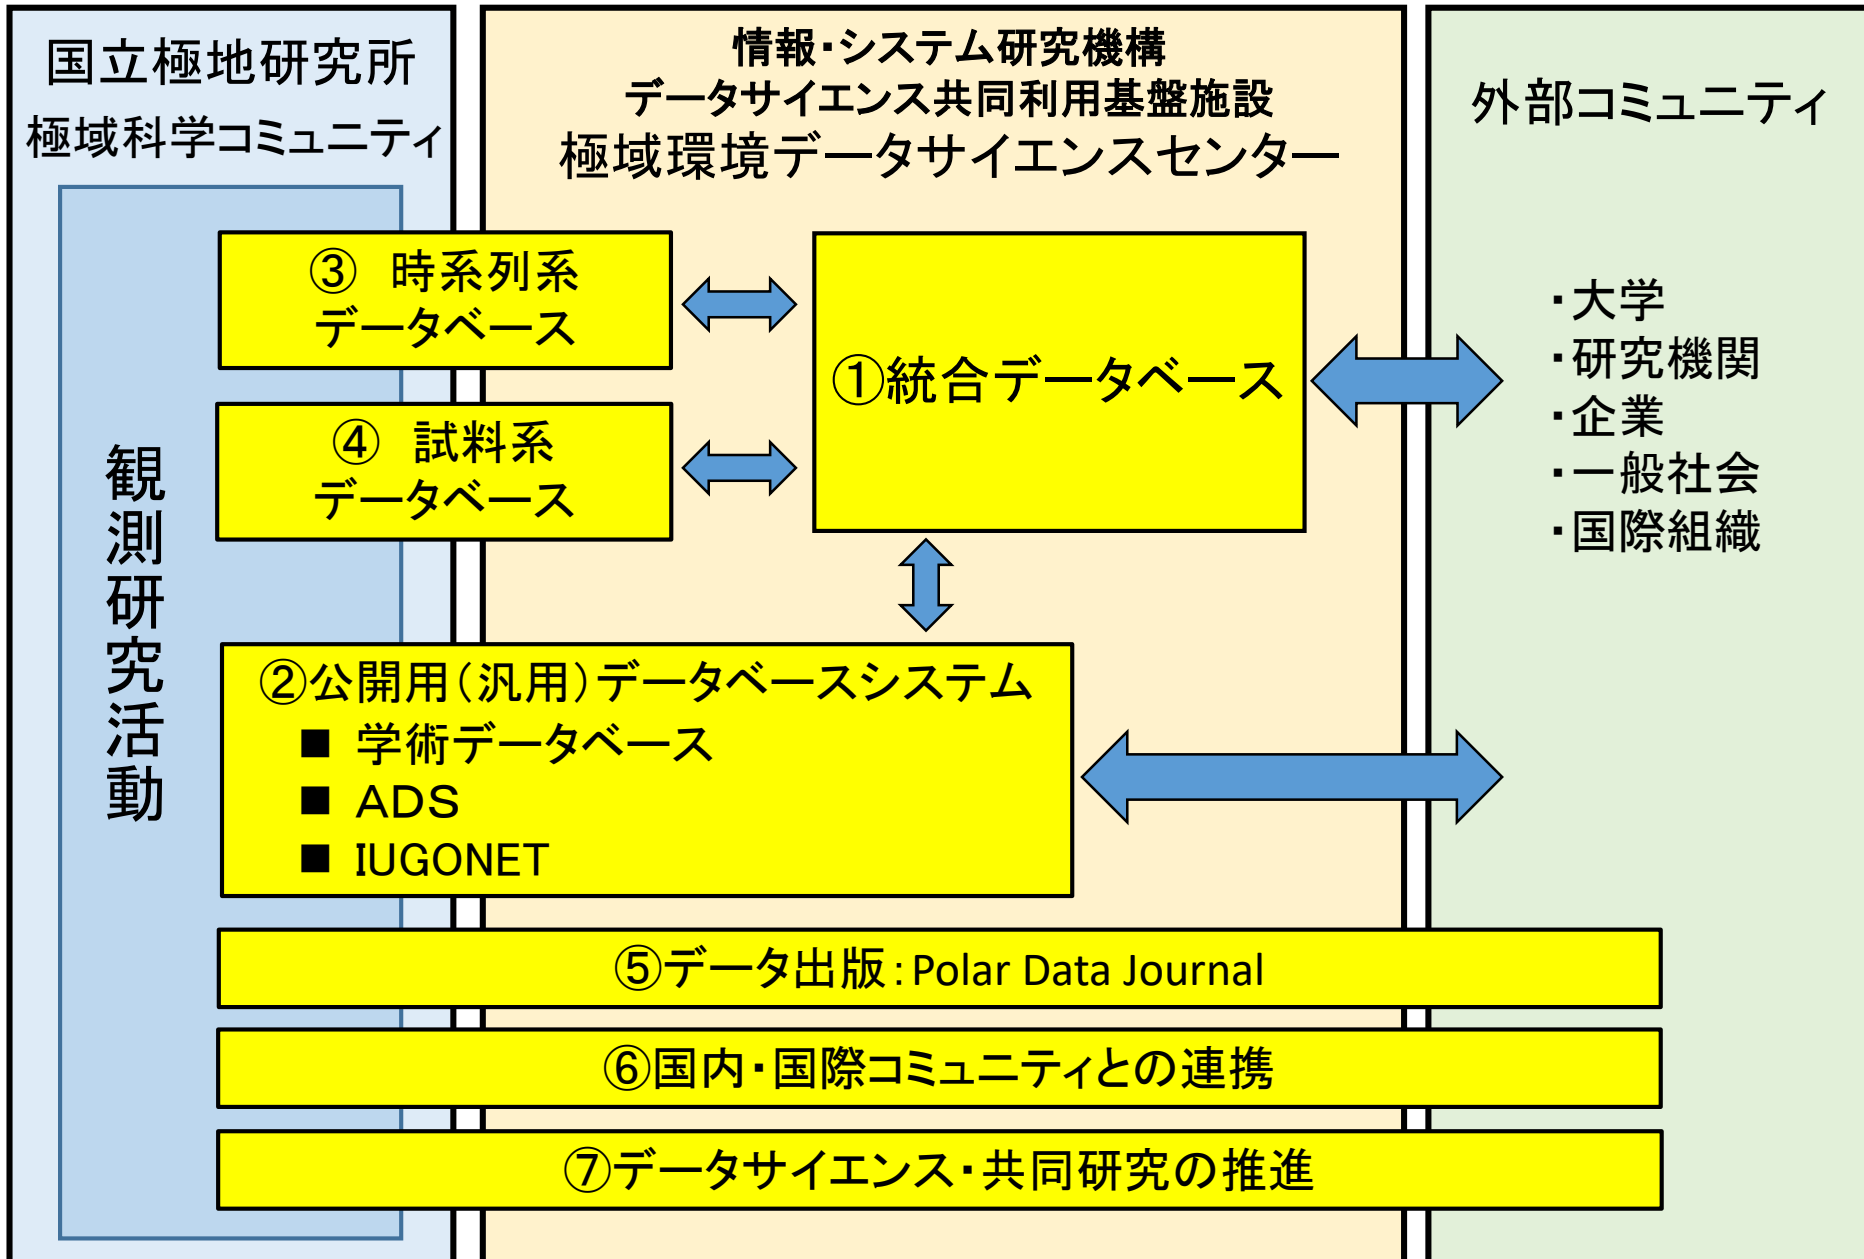 国立極地研究所
極域科学コミュニティ
観測研究活動
情報・システム研究機構
データサイエンス共同利用基盤施設
極域環境データサイエンスセンター
③　時系列系
データベース
④　試料系
データベース
①統合データベース
②公開用（汎用）データベースシステム
■ 学術データベース
■ ＡＤＳ
■ IUGONET
外部コミュニティ
・大学
・研究機関
・企業
・一般社会
・国際組織
⑤データ出版：Polar Data Journal
⑥国内・国際コミュニティとの連携
⑦データサイエンス・共同研究の推進